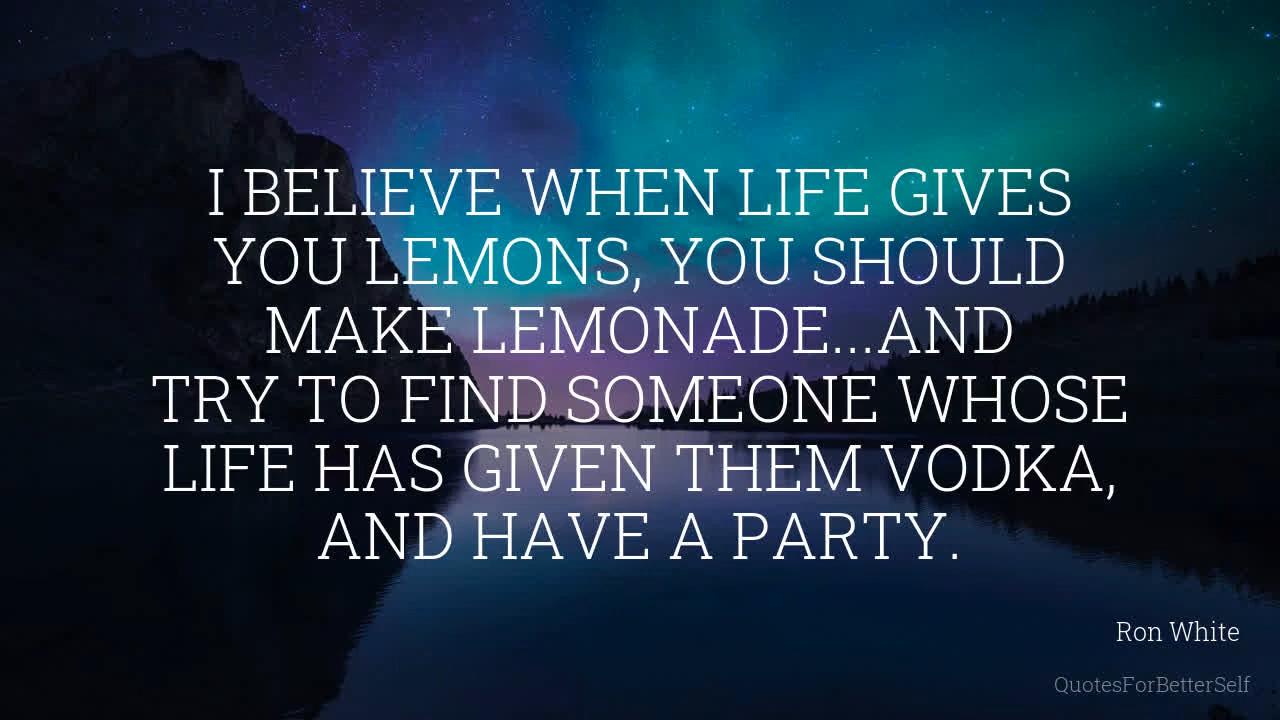 I BELIEVE WHEN LIFE GIVES
YOU LEMONS, YOU SHOULD
MAKE LEMONADE...AND
TRY TO FIND SOMEONE WHOSE
LIFE HAS GIVEN THEM VODKA,
AND HAVE A PARTY.
Ron White
QuotesForBetterSelf